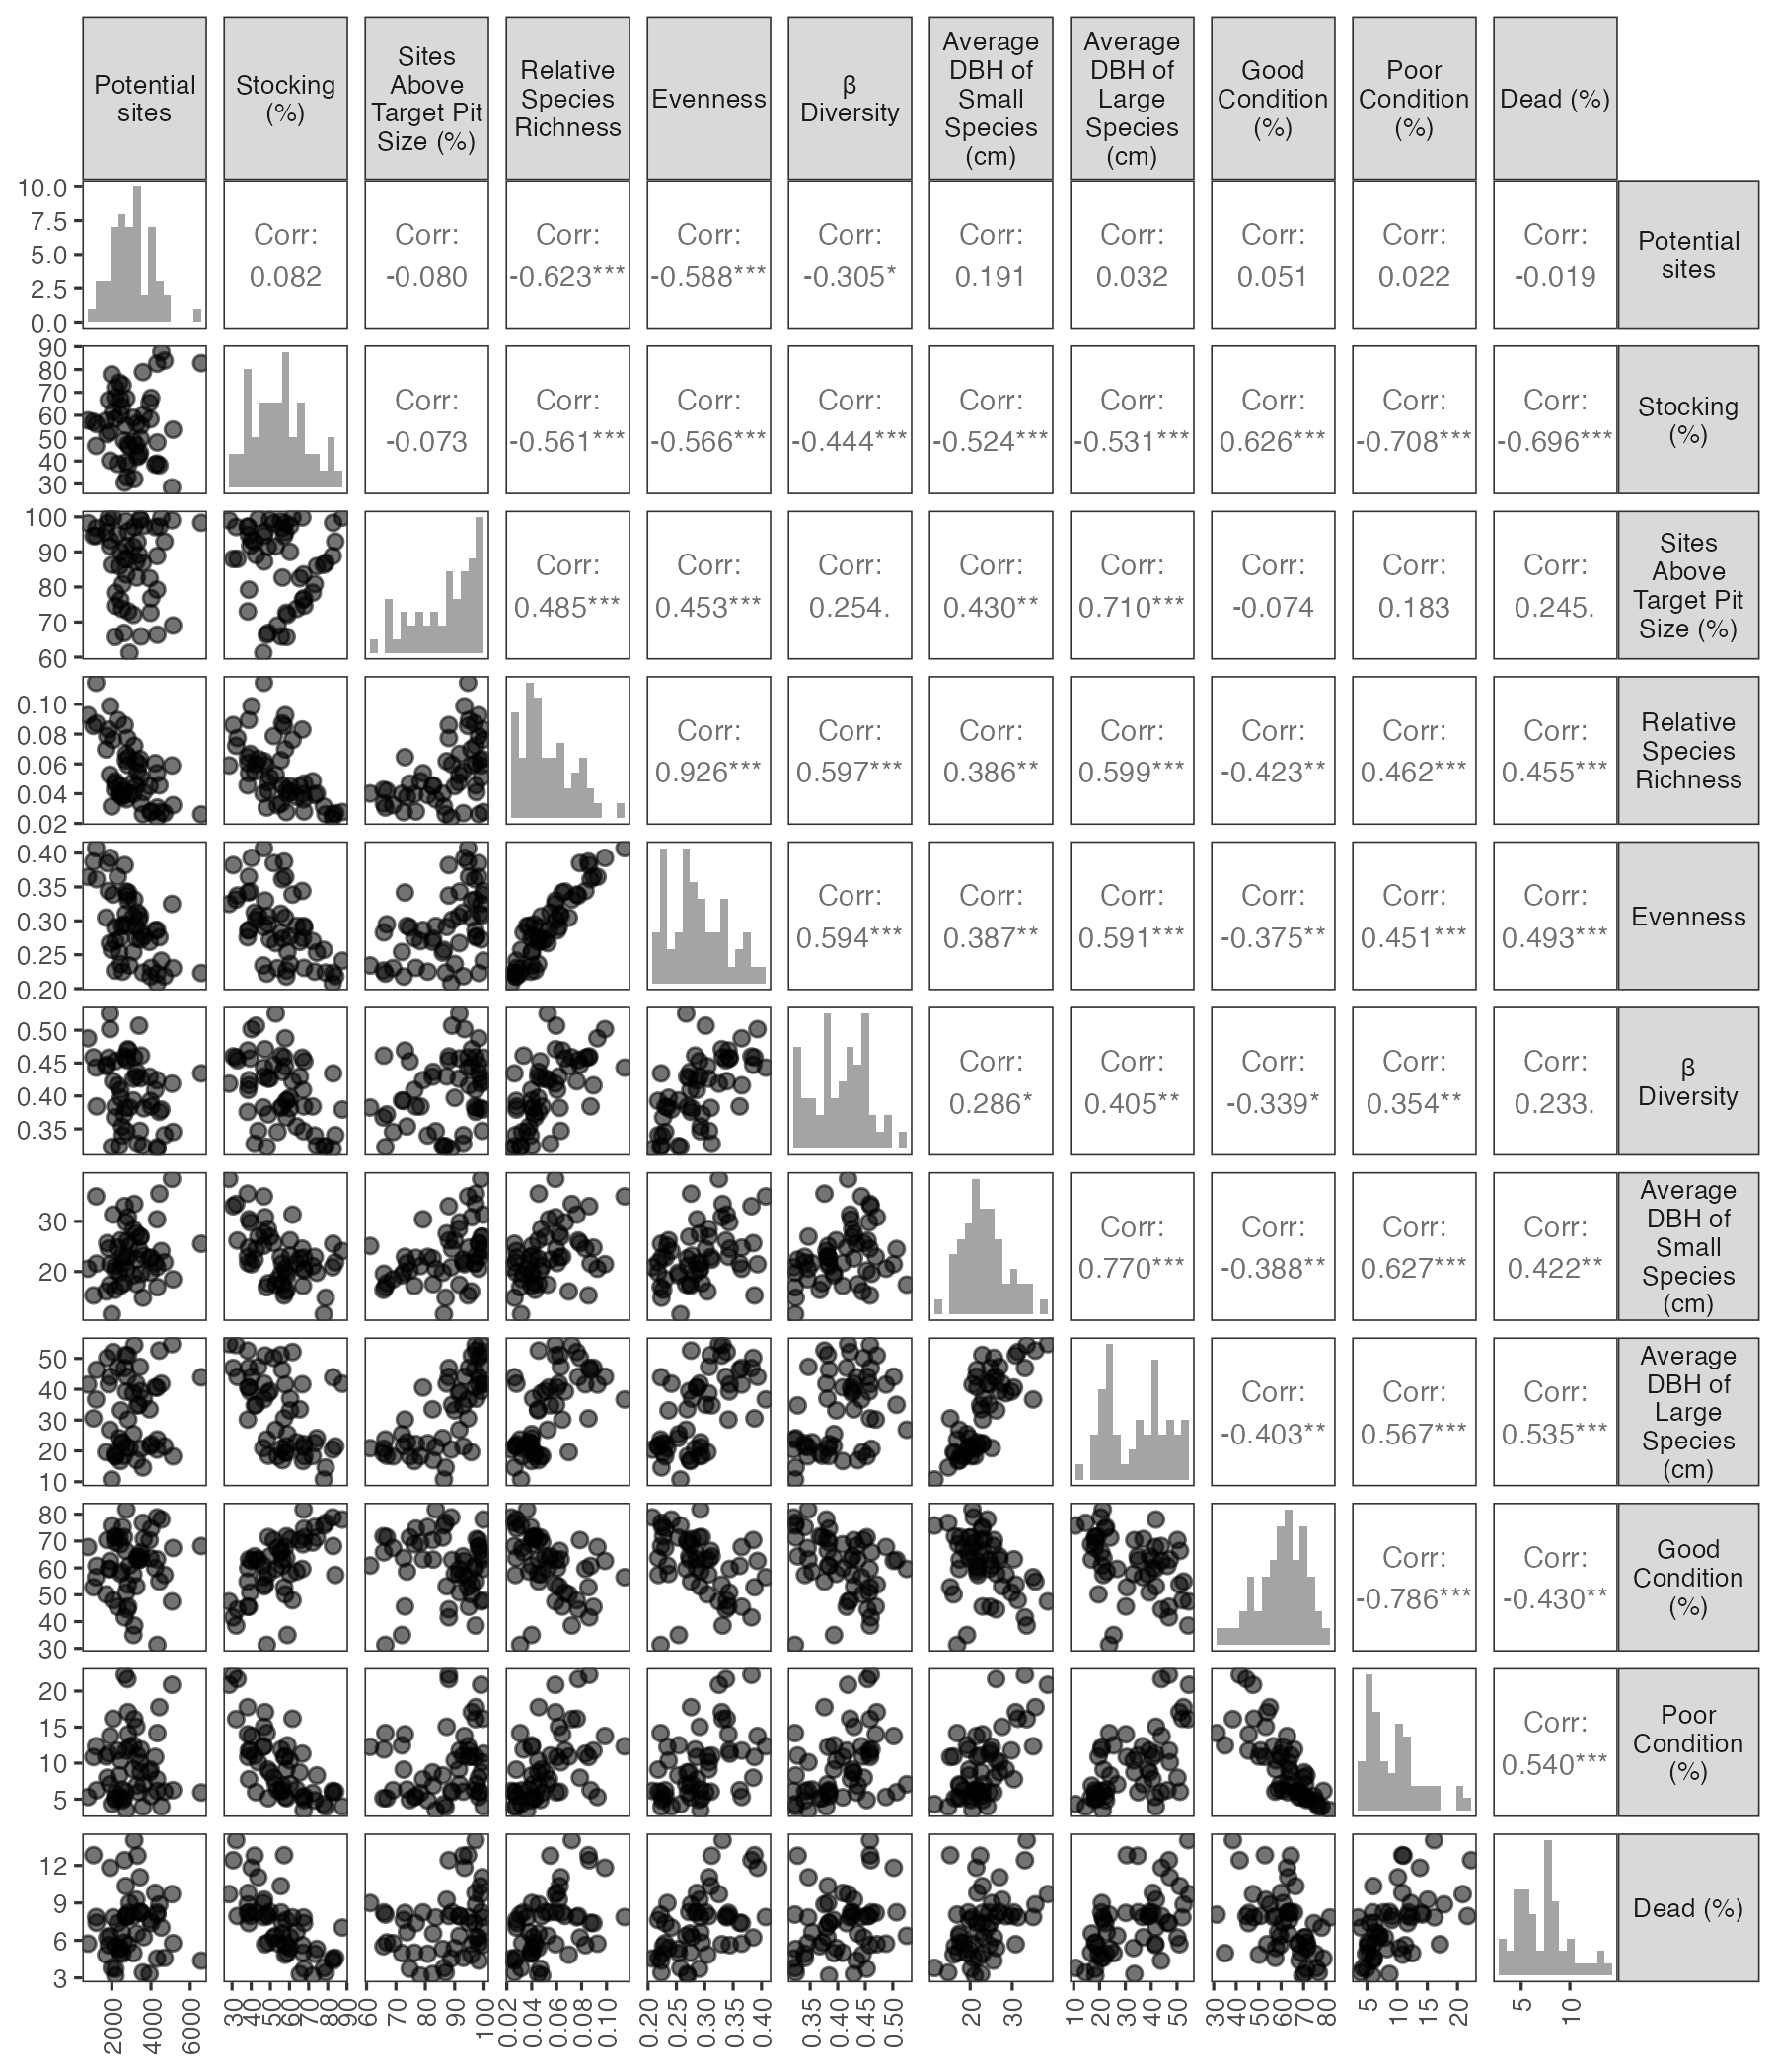 Potential
sites
Stocking
(%)
Sites
Above
Target Pit
Size (%)
Relative
Species
Richness
Evenness
β
Diversity
Average
DBH of
Small
Species
(cm)
Average
DBH of
Large
Species
(cm)
Good
Condition
(%)
Poor
Condition
(%)
Dead (%)
10.0
7.5
5.0
2.5
0.0
Corr:
0.082
Corr:
-0.080
Corr:
-0.623***
Corr:
-0.588***
Corr:
-0.305*
Corr:
0.191
Corr:
0.032
Corr:
0.051
Corr:
0.022
Corr:
-0.019
Potential
sites
90
80
70
60
50
40
30
Corr:
-0.073
Corr:
-0.561***
Corr:
-0.566***
Corr:
-0.444***
Corr:
-0.524***
Corr:
-0.531***
Corr:
0.626***
Corr:
-0.708***
Corr:
-0.696***
Stocking
(%)
100
90
80
70
60
Corr:
0.485***
Corr:
0.453***
Corr:
0.254.
Corr:
0.430**
Corr:
0.710***
Corr:
-0.074
Corr:
0.183
Corr:
0.245.
Sites
Above
Target Pit
Size (%)
0.10
0.08
0.06
0.04
0.02
Corr:
0.926***
Corr:
0.597***
Corr:
0.386**
Corr:
0.599***
Corr:
-0.423**
Corr:
0.462***
Corr:
0.455***
Relative
Species
Richness
0.40
0.35
0.30
0.25
0.20
Corr:
0.594***
Corr:
0.387**
Corr:
0.591***
Corr:
-0.375**
Corr:
0.451***
Corr:
0.493***
Evenness
0.50
0.45
0.40
0.35
Corr:
0.286*
Corr:
0.405**
Corr:
-0.339*
Corr:
0.354**
Corr:
0.233.
β
Diversity
30
20
Corr:
0.770***
Corr:
-0.388**
Corr:
0.627***
Corr:
0.422**
Average
DBH of
Small
Species
(cm)
50
40
30
20
10
Corr:
-0.403**
Corr:
0.567***
Corr:
0.535***
Average
DBH of
Large
Species
(cm)
80
70
60
50
40
30
Corr:
-0.786***
Corr:
-0.430**
Good
Condition
(%)
20
15
10
5
Corr:
0.540***
Poor
Condition
(%)
12
9
6
3
Dead (%)
2000
4000
6000
30
40
50
60
70
80
90
60
70
80
90
100
0.02
0.04
0.06
0.08
0.10
0.20
0.25
0.30
0.35
0.40
0.35
0.40
0.45
0.50
20
30
10
20
30
40
50
30
40
50
60
70
80
5
10
15
20
5
10